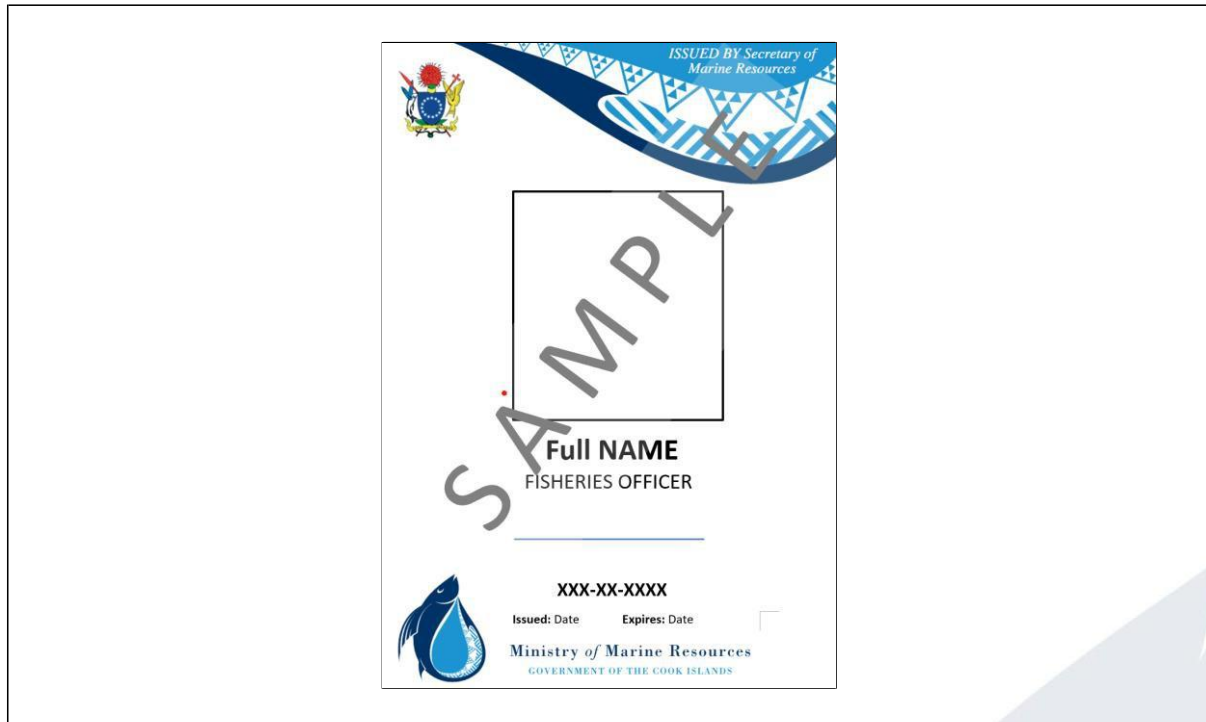 ISSUED BY Secretary of
Marine Resources
SAMPLE
Full NAME
FISHERIES OFFICER
XXX-XX-XXXX
Issued: Date Expires: Date
Ministry of Marine Resources
GOVERNMENT OF THE COOK ISLANDS